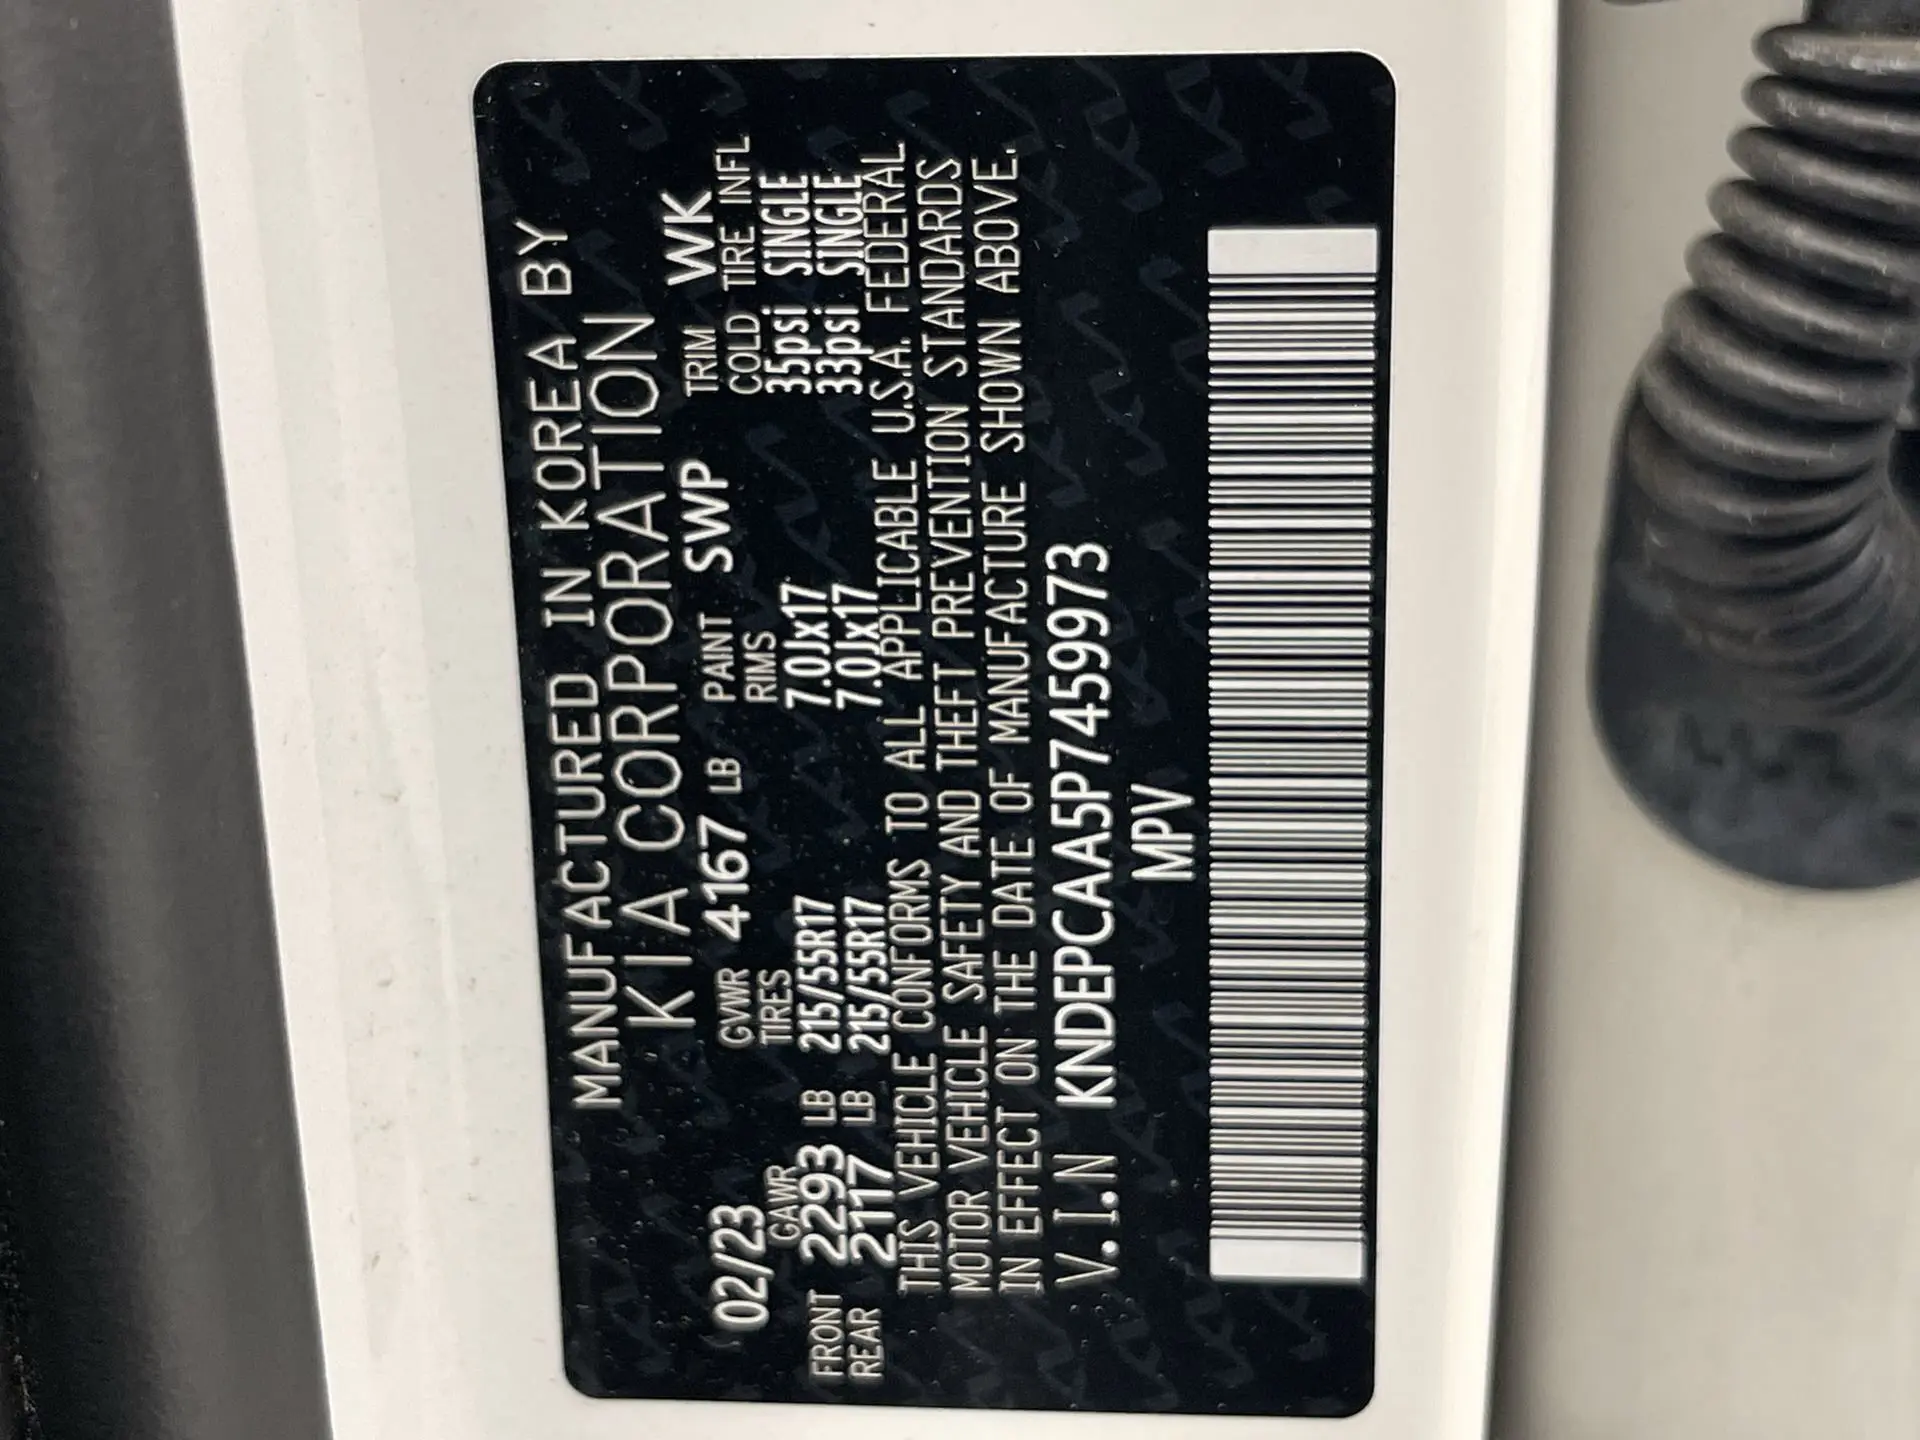 MANUFACTURED IN KOREA BY
KIA CORPORATION
02/23 GVWR 4167 LB PAINT SWP TRIM WK
GAWR TIRES RIMS COLD TIRE INFL
FRONT 2293 LB 215/55R17 7.0Jx17 35psi SINGLE
REAR 2117 LB 215/55R17 7.0Jx17 33psi SINGLE
THIS VEHICLE CONFORMS TO ALL APPLICABLE U.S.A. FEDERAL
MOTOR VEHICLE SAFETY AND THEFT PREVENTION STANDARDS
IN EFFECT ON THE DATE OF MANUFACTURE SHOWN ABOVE.
V.I.N KNDEPCAA5P7459973
MPV